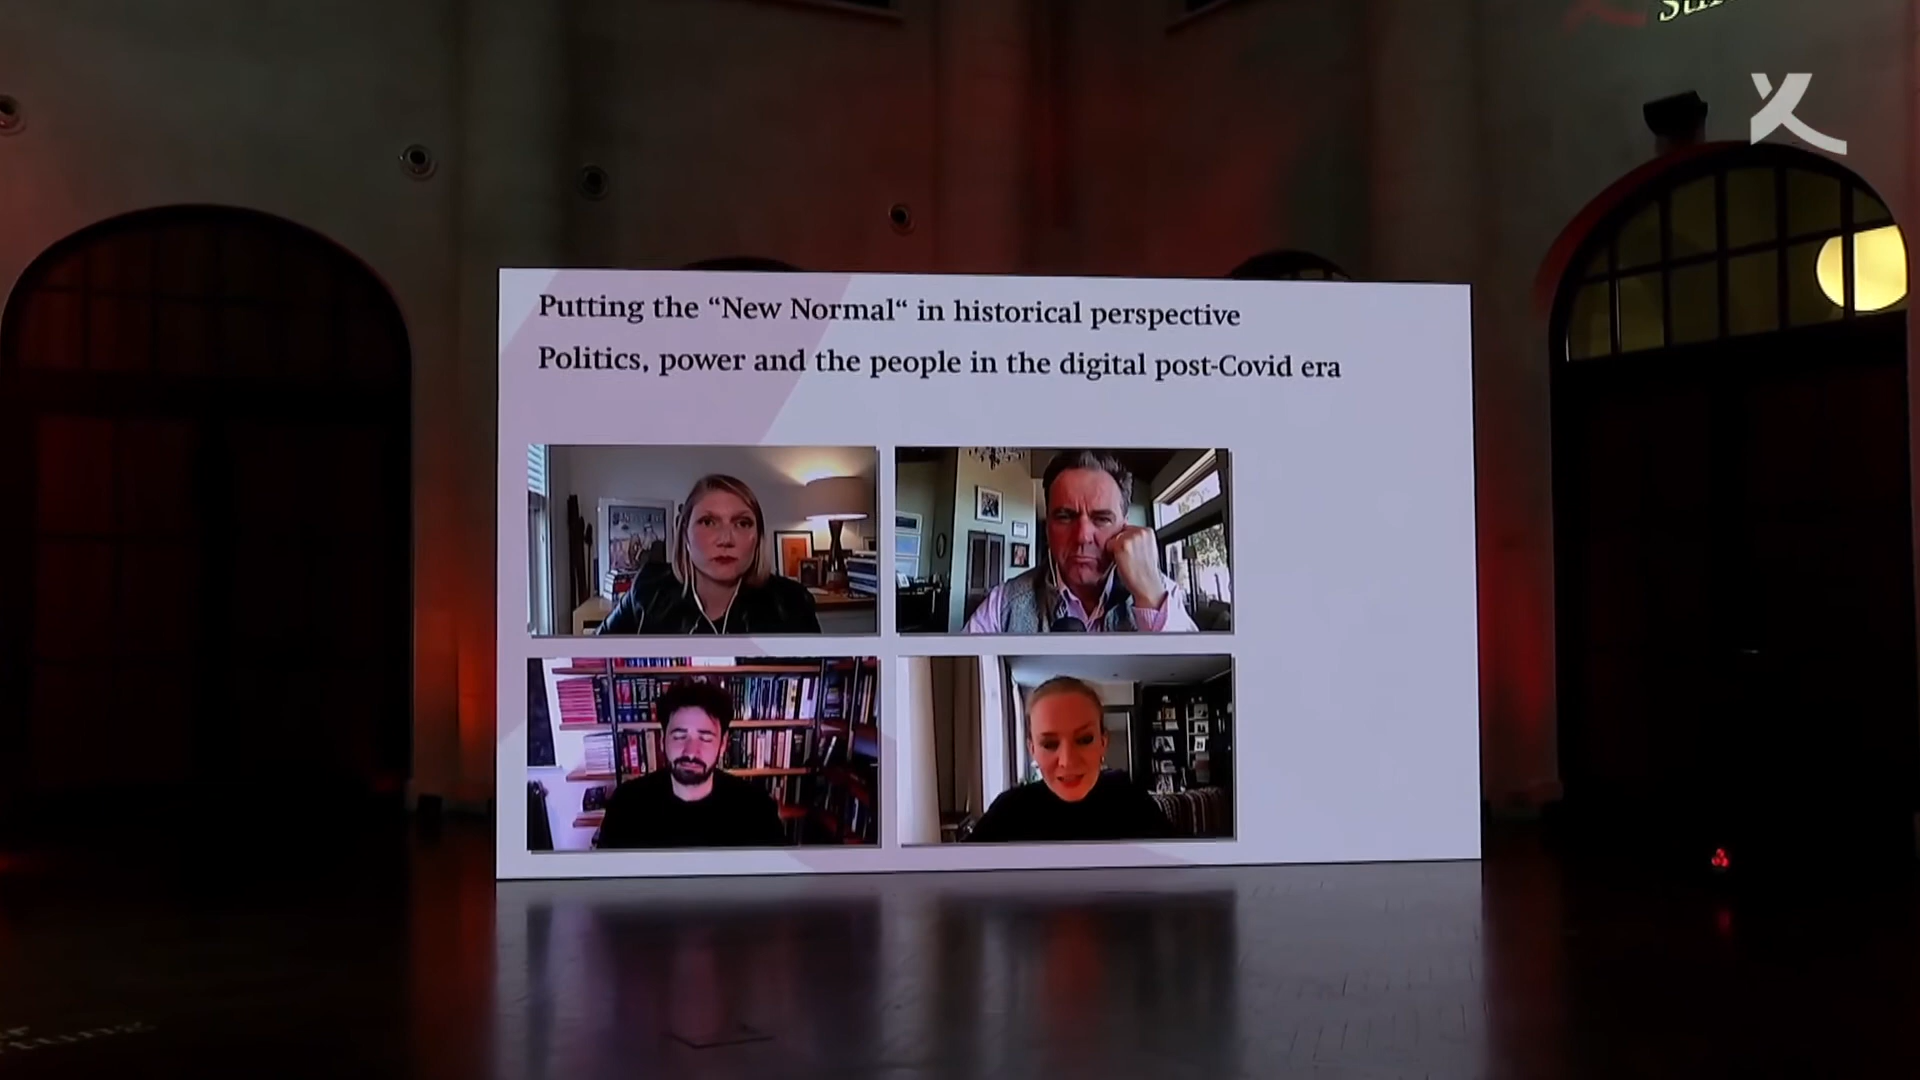 Putting the “New Normal“ in historical perspective
Politics, power and the people in the digital post-Covid era